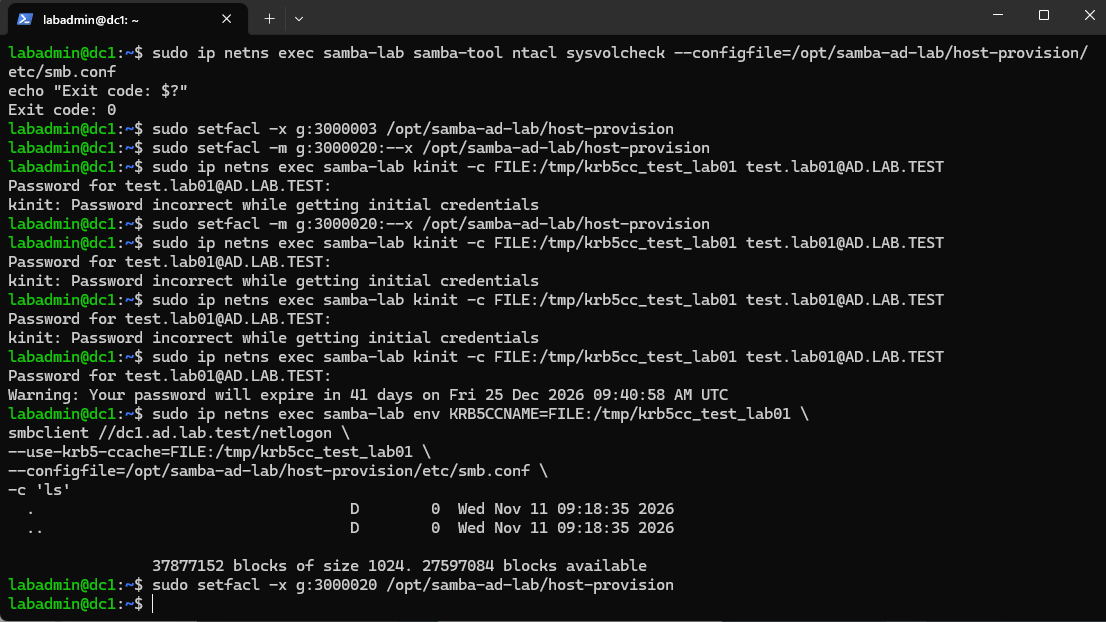 labadmin@dc1: ~
labadmin@dc1:~$ sudo ip netns exec samba-lab samba-tool ntacl sysvolcheck --configfile=/opt/samba-ad-lab/host-provision/
etc/smb.conf
echo "Exit code: $?"
Exit code: 0
labadmin@dc1:~$ sudo setfacl -x g:3000003 /opt/samba-ad-lab/host-provision
labadmin@dc1:~$ sudo setfacl -m g:3000020:--x /opt/samba-ad-lab/host-provision
labadmin@dc1:~$ sudo ip netns exec samba-lab kinit -c FILE:/tmp/krb5cc_test_lab01 test.lab01@AD.LAB.TEST
Password for test.lab01@AD.LAB.TEST:
kinit: Password incorrect while getting initial credentials
labadmin@dc1:~$ sudo setfacl -m g:3000020:--x /opt/samba-ad-lab/host-provision
labadmin@dc1:~$ sudo ip netns exec samba-lab kinit -c FILE:/tmp/krb5cc_test_lab01 test.lab01@AD.LAB.TEST
Password for test.lab01@AD.LAB.TEST:
kinit: Password incorrect while getting initial credentials
labadmin@dc1:~$ sudo ip netns exec samba-lab kinit -c FILE:/tmp/krb5cc_test_lab01 test.lab01@AD.LAB.TEST
Password for test.lab01@AD.LAB.TEST:
kinit: Password incorrect while getting initial credentials
labadmin@dc1:~$ sudo ip netns exec samba-lab kinit -c FILE:/tmp/krb5cc_test_lab01 test.lab01@AD.LAB.TEST
Password for test.lab01@AD.LAB.TEST:
Warning: Your password will expire in 41 days on Fri 25 Dec 2026 09:40:58 AM UTC
labadmin@dc1:~$ sudo ip netns exec samba-lab env KRB5CCNAME=FILE:/tmp/krb5cc_test_lab01 \
smbclient //dc1.ad.lab.test/netlogon \
--use-krb5-ccache=FILE:/tmp/krb5cc_test_lab01 \
--configfile=/opt/samba-ad-lab/host-provision/etc/smb.conf \
-c 'ls'
  .                                   D        0  Wed Nov 11 09:18:35 2026
  ..                                  D        0  Wed Nov 11 09:18:35 2026
                37877152 blocks of size 1024. 27597084 blocks available
labadmin@dc1:~$ sudo setfacl -x g:3000020 /opt/samba-ad-lab/host-provision
labadmin@dc1:~$